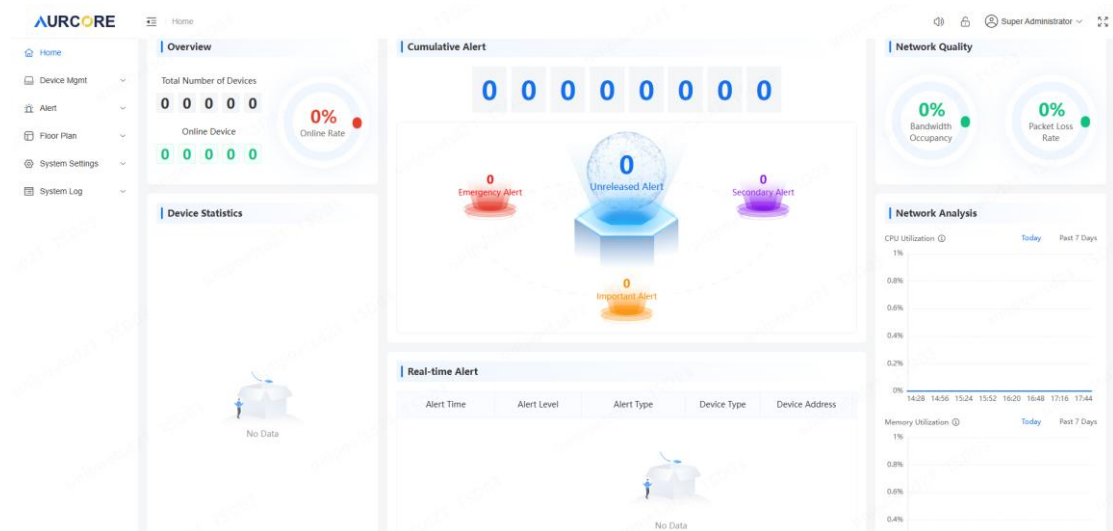 AURCORE
Home
Super Administrator
Home
Device Mgmt
Alert
Floor Plan
System Settings
System Log
Overview
Total Number of Devices
0 0 0 0 0
Online Device
0 0 0 0 0
0%
Online Rate
Device Statistics
No Data
Cumulative Alert
0 0 0 0 0 0 0 0
0
Unreleased Alert
0
Emergency Alert
0
Secondary Alert
0
Important Alert
Real-time Alert
Alert Time Alert Level Alert Type Device Type Device Address
No Data
Network Quality
0%
Bandwidth
Occupancy
0%
Packet Loss
Rate
Network Analysis
CPU Utilization Today Past 7 Days
1%
0.8%
0.6%
0.4%
0.2%
0%
14:28 14:56 15:24 15:52 16:20 16:48 17:16 17:44
Memory Utilization Today Past 7 Days
1%
0.8%
0.6%
0.4%